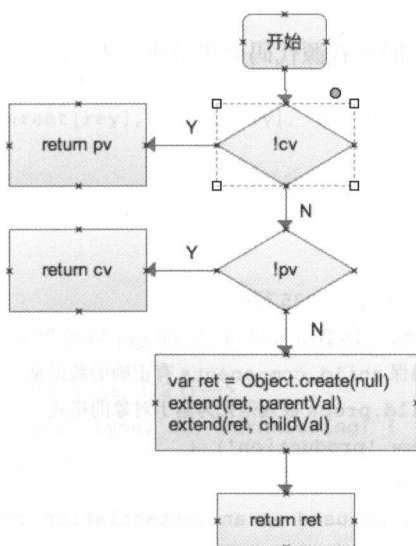 开始
!cv
Y
return pv
N
!pv
Y
return cv
N
var ret = Object.create(null)
extend(ret, parentVal)
extend(ret, childVal)
return ret